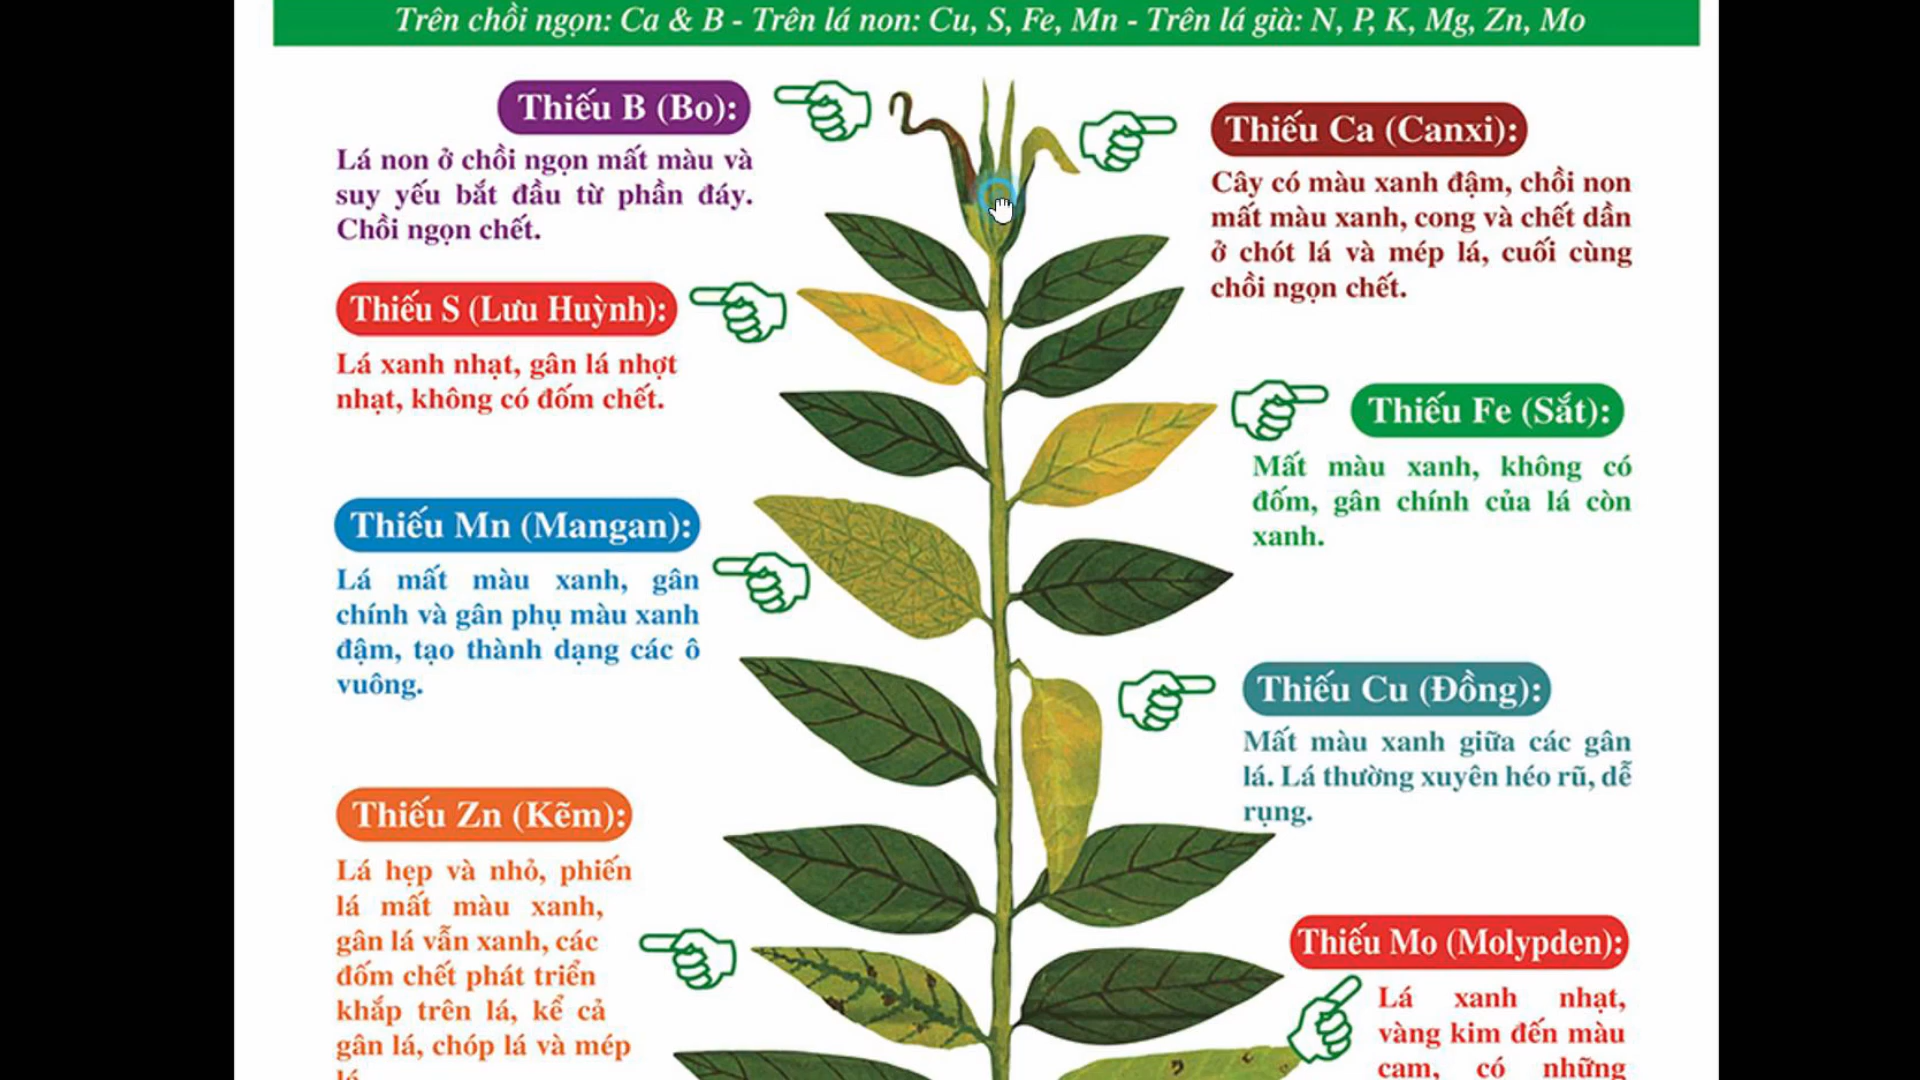 Trên chồi ngọn: Ca & B - Trên lá non: Cu, S, Fe, Mn - Trên lá già: N, P, K, Mg, Zn, Mo
Thiếu B (Bo):
Lá non ở chồi ngọn mất màu và
suy yếu bắt đầu từ phần đáy.
Chồi ngọn chết.
Thiếu Ca (Canxi):
Cây có màu xanh đậm, chồi non
mất màu xanh, cong và chết dần
ở chót lá và mép lá, cuối cùng
chồi ngọn chết.
Thiếu S (Lưu Huỳnh):
Lá xanh nhạt, gân lá nhợt
nhạt, không có đốm chết.
Thiếu Fe (Sắt):
Mất màu xanh, không có
đốm, gân chính của lá còn
xanh.
Thiếu Mn (Mangan):
Lá mất màu xanh, gân
chính và gân phụ màu xanh
đậm, tạo thành dạng các ô
vuông.
Thiếu Cu (Đồng):
Mất màu xanh giữa các gân
lá. Lá thường xuyên héo rũ, dễ
rụng.
Thiếu Zn (Kẽm):
Lá hẹp và nhỏ, phiến
lá mất màu xanh,
gân lá vẫn xanh, các
đốm chết phát triển
khắp trên lá, kể cả
gân lá, chóp lá và mép
Thiếu Mo (Molypden):
Lá xanh nhạt,
vàng kim đến màu
cam, có những